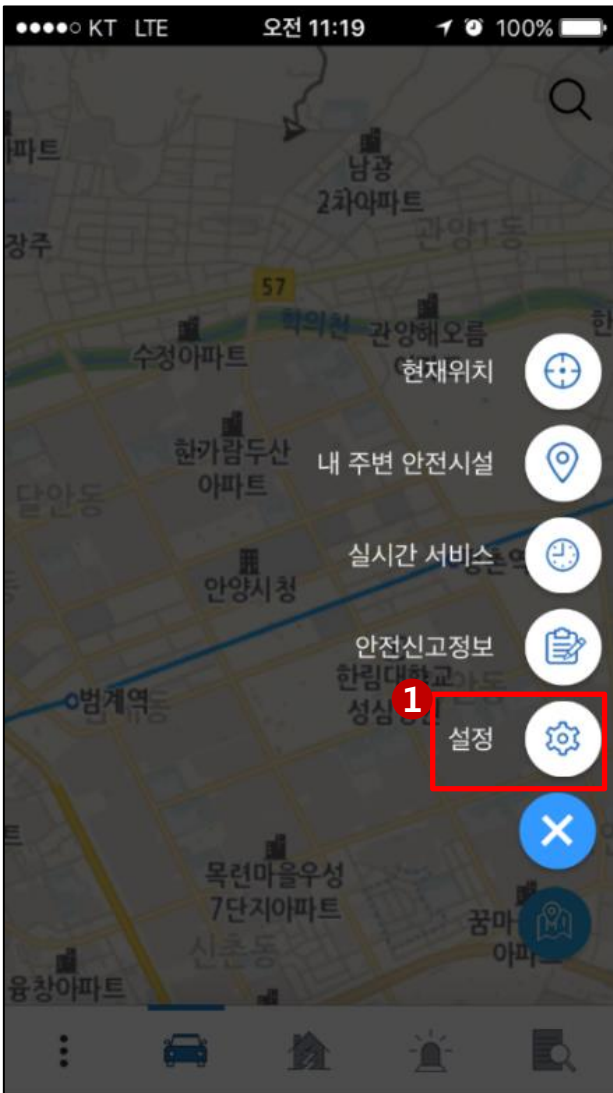 KT LTE 오전 11:19 100%
남광
2차아파트
관양1동
57
학의천
관양해오름
수정아파트
현재위치
한가람두산
아파트
내 주변 안전시설
달안동
실시간 서비스
안양시청
안전신고정보
한림대학교
성심병원
범계역
1
설정
목련마을우성
7단지아파트
꿈마
아파
신촌동
융창아파트